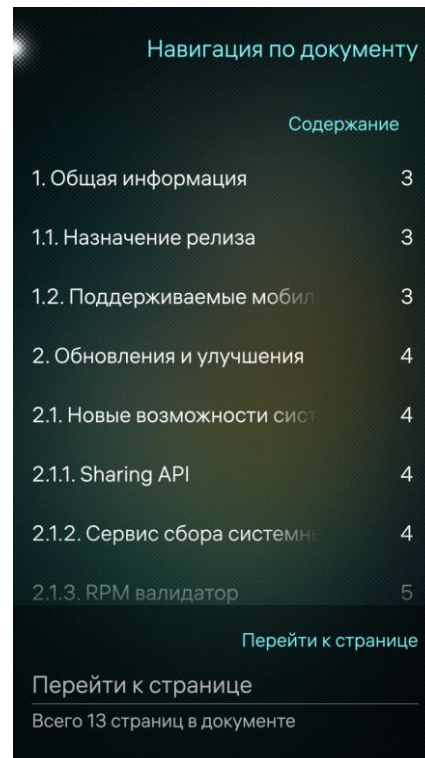 Навигация по документу
Содержание
1. Общая информация 3
1.1. Назначение релиза 3
1.2. Поддерживаемые мобил 3
2. Обновления и улучшения 4
2.1. Новые возможности сист 4
2.1.1. Sharing API 4
2.1.2. Сервис сбора системн 4
2.1.3. RPM валидатор 5
Перейти к странице
Перейти к странице
Всего 13 страниц в документе